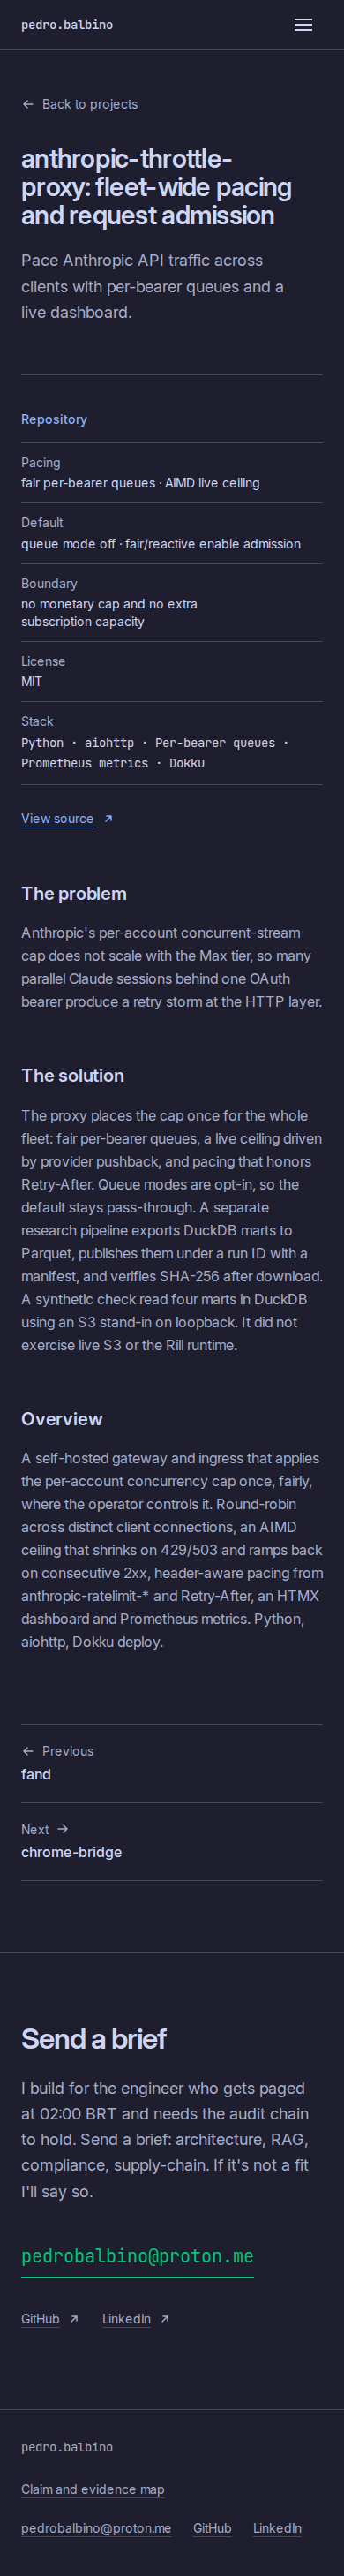 pedro.balbino
← Back to projects
anthropic-throttle-
proxy: fleet-wide pacing
and request admission
Pace Anthropic API traffic across
clients with per-bearer queues and a
live dashboard.
Repository
Pacing
fair per-bearer queues · AIMD live ceiling
Default
queue mode off · fair/reactive enable admission
Boundary
no monetary cap and no extra
subscription capacity
License
MIT
Stack
Python · aiohttp · Per-bearer queues ·
Prometheus metrics · Dokku
View source ↗
The problem
Anthropic's per-account concurrent-stream
cap does not scale with the Max tier, so many
parallel Claude sessions behind one OAuth
bearer produce a retry storm at the HTTP layer.
The solution
The proxy places the cap once for the whole
fleet: fair per-bearer queues, a live ceiling driven
by provider pushback, and pacing that honors
Retry-After. Queue modes are opt-in, so the
default stays pass-through. A separate
research pipeline exports DuckDB marts to
Parquet, publishes them under a run ID with a
manifest, and verifies SHA-256 after download.
A synthetic check read four marts in DuckDB
using an S3 stand-in on loopback. It did not
exercise live S3 or the Rill runtime.
Overview
A self-hosted gateway and ingress that applies
the per-account concurrency cap once, fairly,
where the operator controls it. Round-robin
across distinct client connections, an AIMD
ceiling that shrinks on 429/503 and ramps back
on consecutive 2xx, header-aware pacing from
anthropic-ratelimit-* and Retry-After, an HTMX
dashboard and Prometheus metrics. Python,
aiohttp, Dokku deploy.
← Previous
fand
Next →
chrome-bridge
Send a brief
I build for the engineer who gets paged
at 02:00 BRT and needs the audit chain
to hold. Send a brief: architecture, RAG,
compliance, supply-chain. If it's not a fit
I'll say so.
pedrobalbino@proton.me
GitHub ↗ LinkedIn ↗
pedro.balbino
Claim and evidence map
pedrobalbino@proton.me GitHub LinkedIn